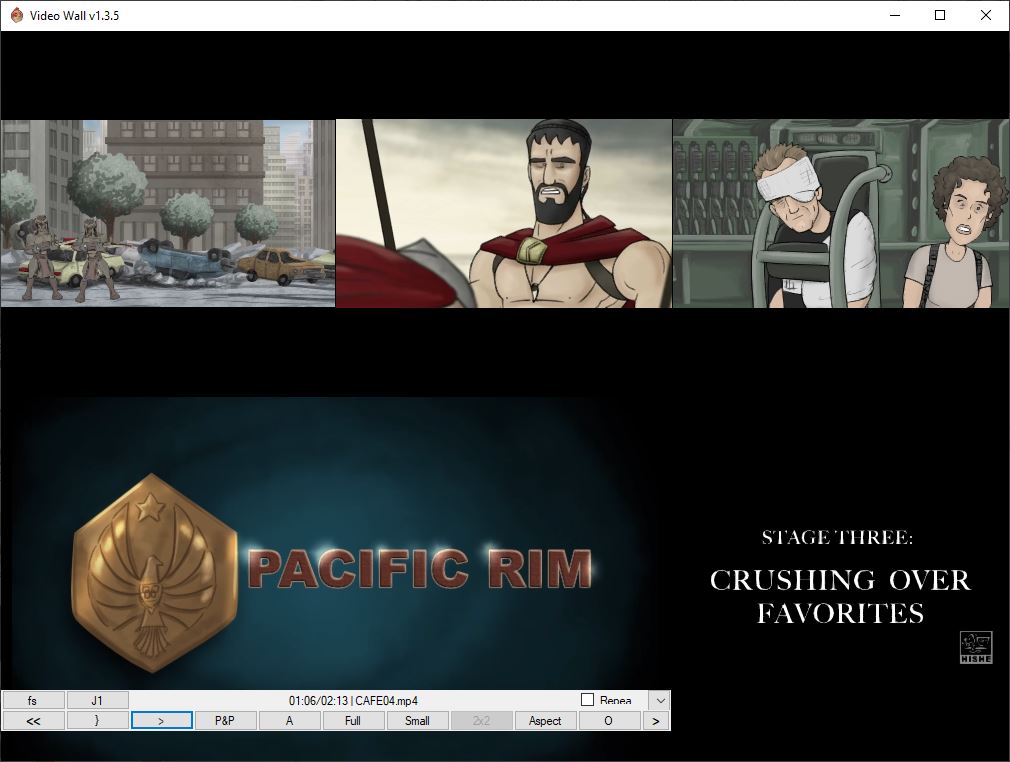 Video Wall v1.3.5
PACIFIC RIM
STAGE THREE:
CRUSHING OVER
FAVORITES
HISHE
fs J1 01:06/02:13 | CAFE04.mp4 Repea
<< } > P&P A Full Small 2x2 Aspect O >